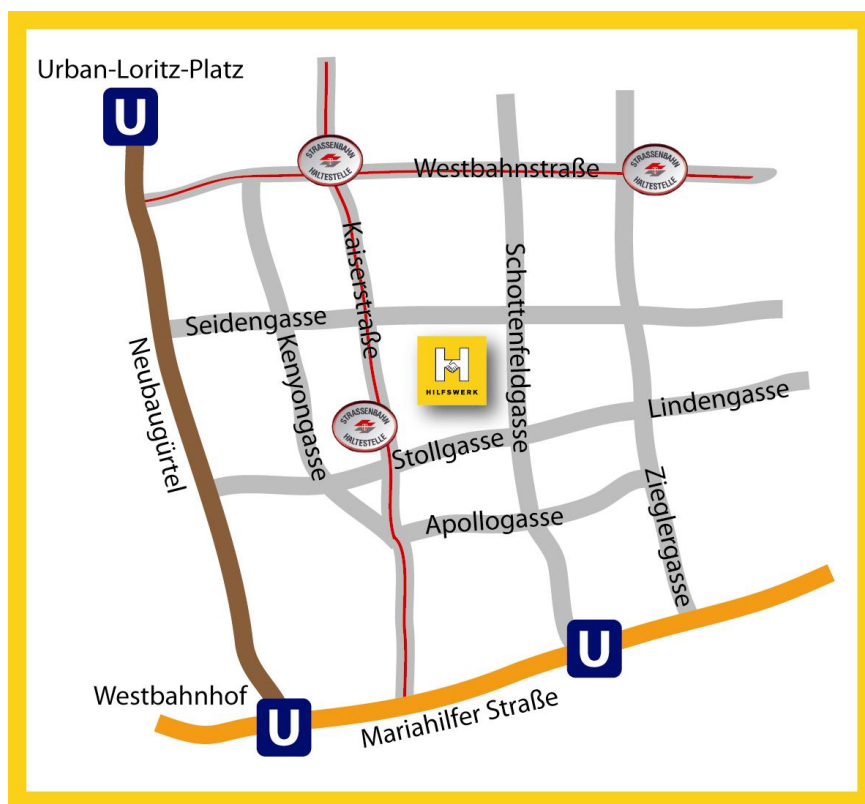 Urban-Loritz-Platz
U
STRASSENBAHN
HALTESTELLE
Westbahnstraße
STRASSENBAHN
HALTESTELLE
Kaiserstraße
Schottenfeldgasse
Seidengasse
Kenyongasse
Neubaugürtel
H
HILFSWERK
STRASSENBAHN
HALTESTELLE
Stollgasse
Lindengasse
Apollogasse
Zieglergasse
U
Westbahnhof
U
Mariahilfer Straße